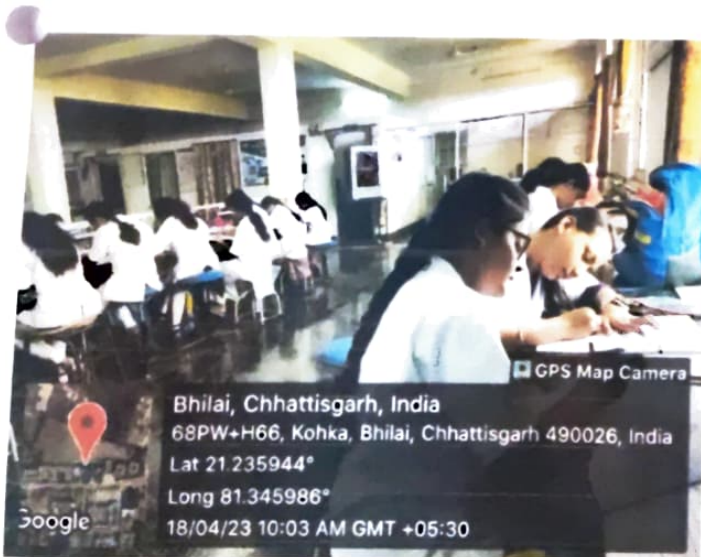 GPS Map Camera
Bhilai, Chhattisgarh, India
68PW+H66, Kohka, Bhilai, Chhattisgarh 490026, India
Lat 21.235944°
Long 81.345986°
Google
18/04/23 10:03 AM GMT +05:30